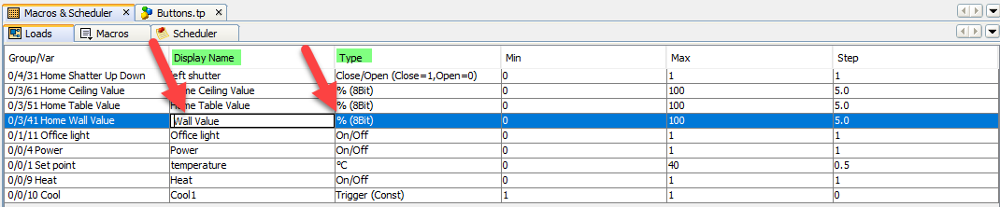 Macros & Scheduler × Buttons.tp ×
Loads Macros Scheduler
Group/Var Display Name Type Min Max Step
0/4/31 Home Shatter Up Down left shutter Close/Open (Close=1,Open=0) 0 1 1
0/3/61 Home Ceiling Value Home Ceiling Value % (8Bit) 0 100 5.0
0/3/51 Home Table Value Home Table Value % (8Bit) 0 100 5.0
0/3/41 Home Wall Value Wall Value % (8Bit) 0 100 5.0
0/1/11 Office light Office light On/Off 0 1 1
0/0/4 Power Power On/Off 0 1 1
0/0/1 Set point temperature °C 0 40 0.5
0/0/9 Heat Heat On/Off 0 1 1
0/0/10 Cool Cool1 Trigger (Const) 1 1 0